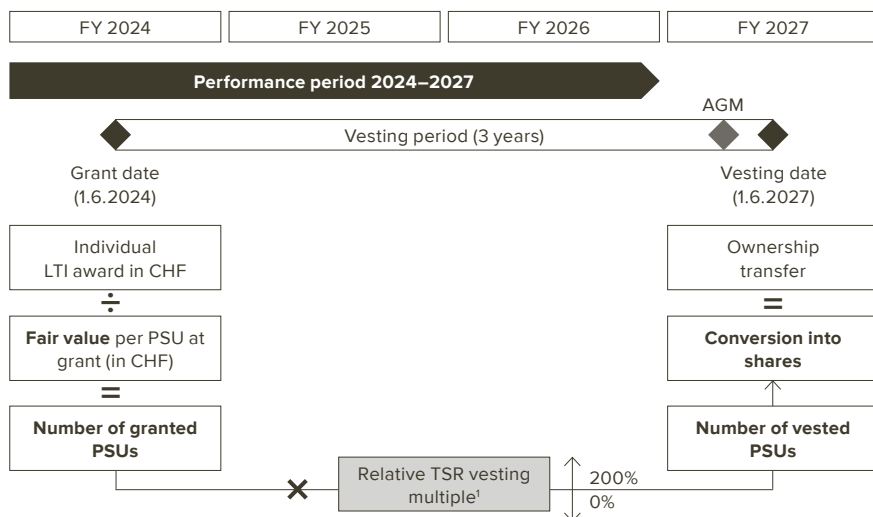 FY 2024
FY 2025
FY 2026
FY 2027
Performance period 2024–2027
AGM
Vesting period (3 years)
Grant date
(1.6.2024)
Vesting date
(1.6.2027)
Individual
LTI award in CHF
Ownership
transfer
÷
=
Fair value per PSU at
grant (in CHF)
Conversion into
shares
=
Number of granted
PSUs
Number of vested
PSUs
×
Relative TSR vesting
multiple¹
200%
0%